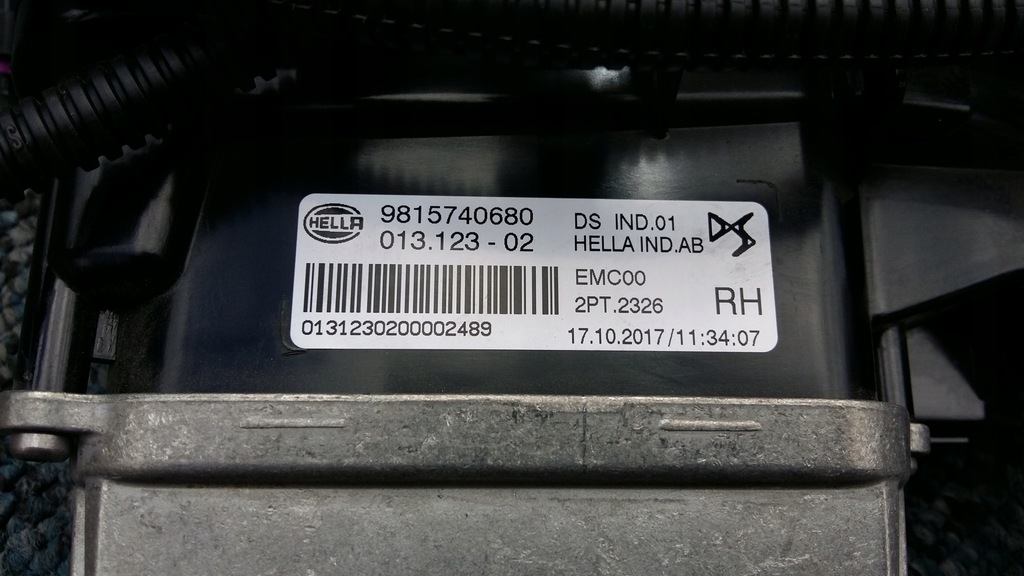 HELLA
9815740680
013.123 - 02
DS IND.01
HELLA IND.AB
DS
EMC00
2PT.2326
RH
0131230200002489
17.10.2017/11:34:07